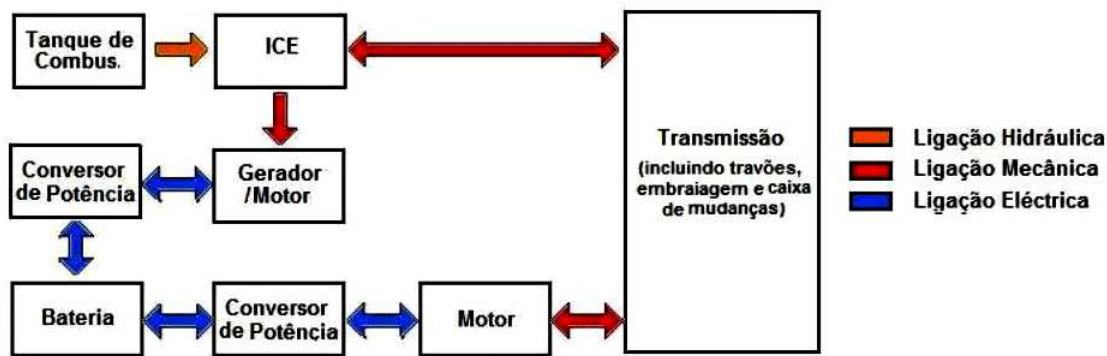 Tanque de
Combus.
ICE
Transmissão
(incluindo travões,
embraiagem e caixa
de mudanças)
Ligação Hidráulica
Ligação Mecânica
Ligação Eléctrica
Conversor
de Potência
Gerador
/Motor
Bateria
Conversor
de Potência
Motor